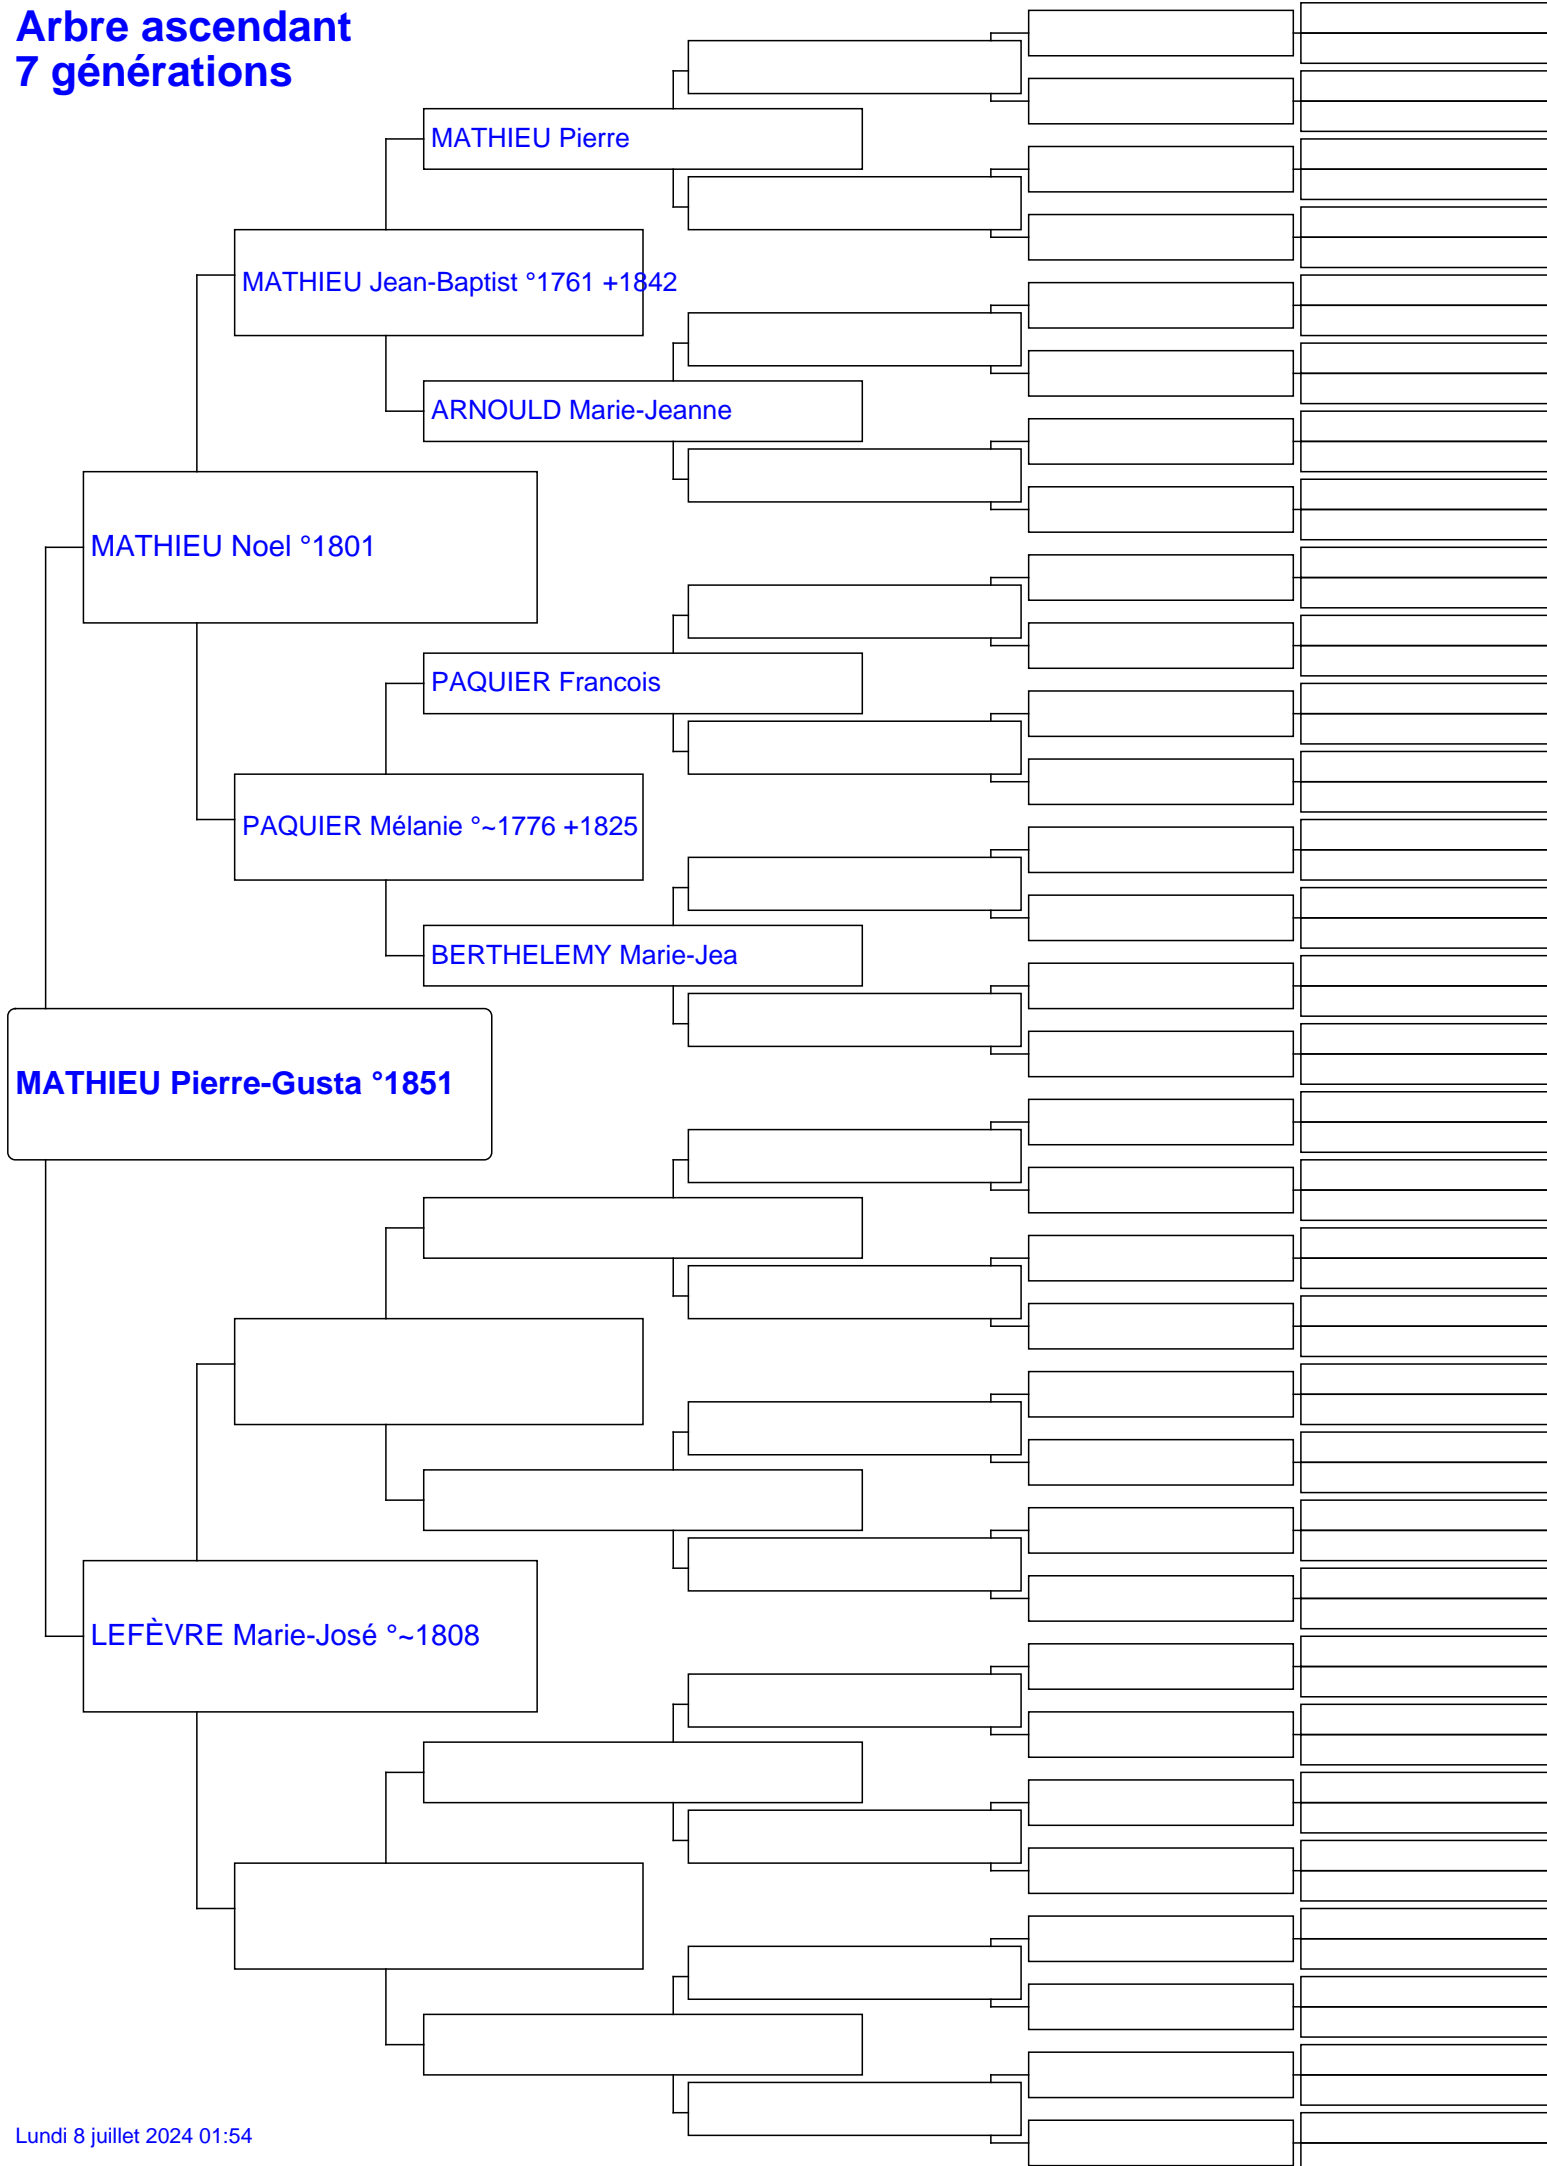 Arbre ascendant
7 générations
MATHIEU Pierre
MATHIEU Jean-Baptist °1761 +1842
ARNOULD Marie-Jeanne
MATHIEU Noel °1801
PAQUIER Francois
PAQUIER Mélanie °~1776 +1825
BERTHELEMY Marie-Jea
MATHIEU Pierre-Gusta °1851
LEFÈVRE Marie-José °~1808
Lundi 8 juillet 2024 01:54